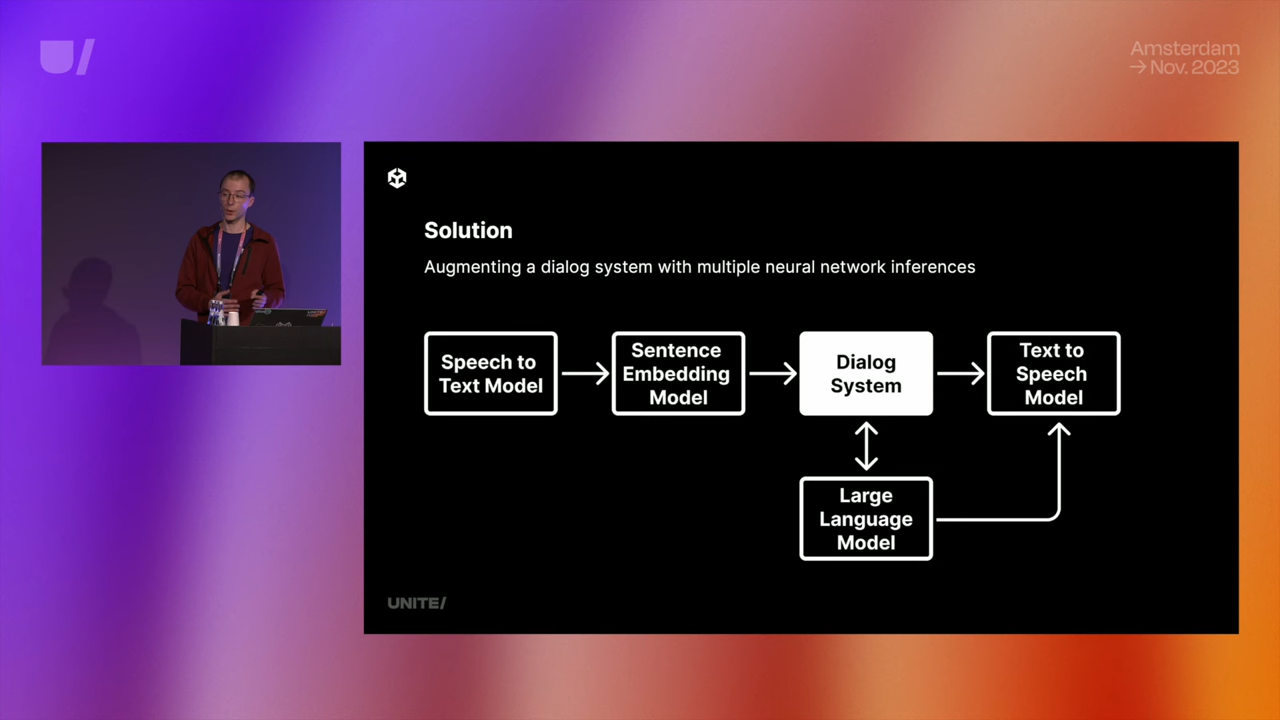 Amsterdam
→ Nov. 2023
Solution
Augmenting a dialog system with multiple neural network inferences
Speech to
Text Model
Sentence
Embedding
Model
Dialog
System
Text to
Speech
Model
Large
Language
Model
UNITE/